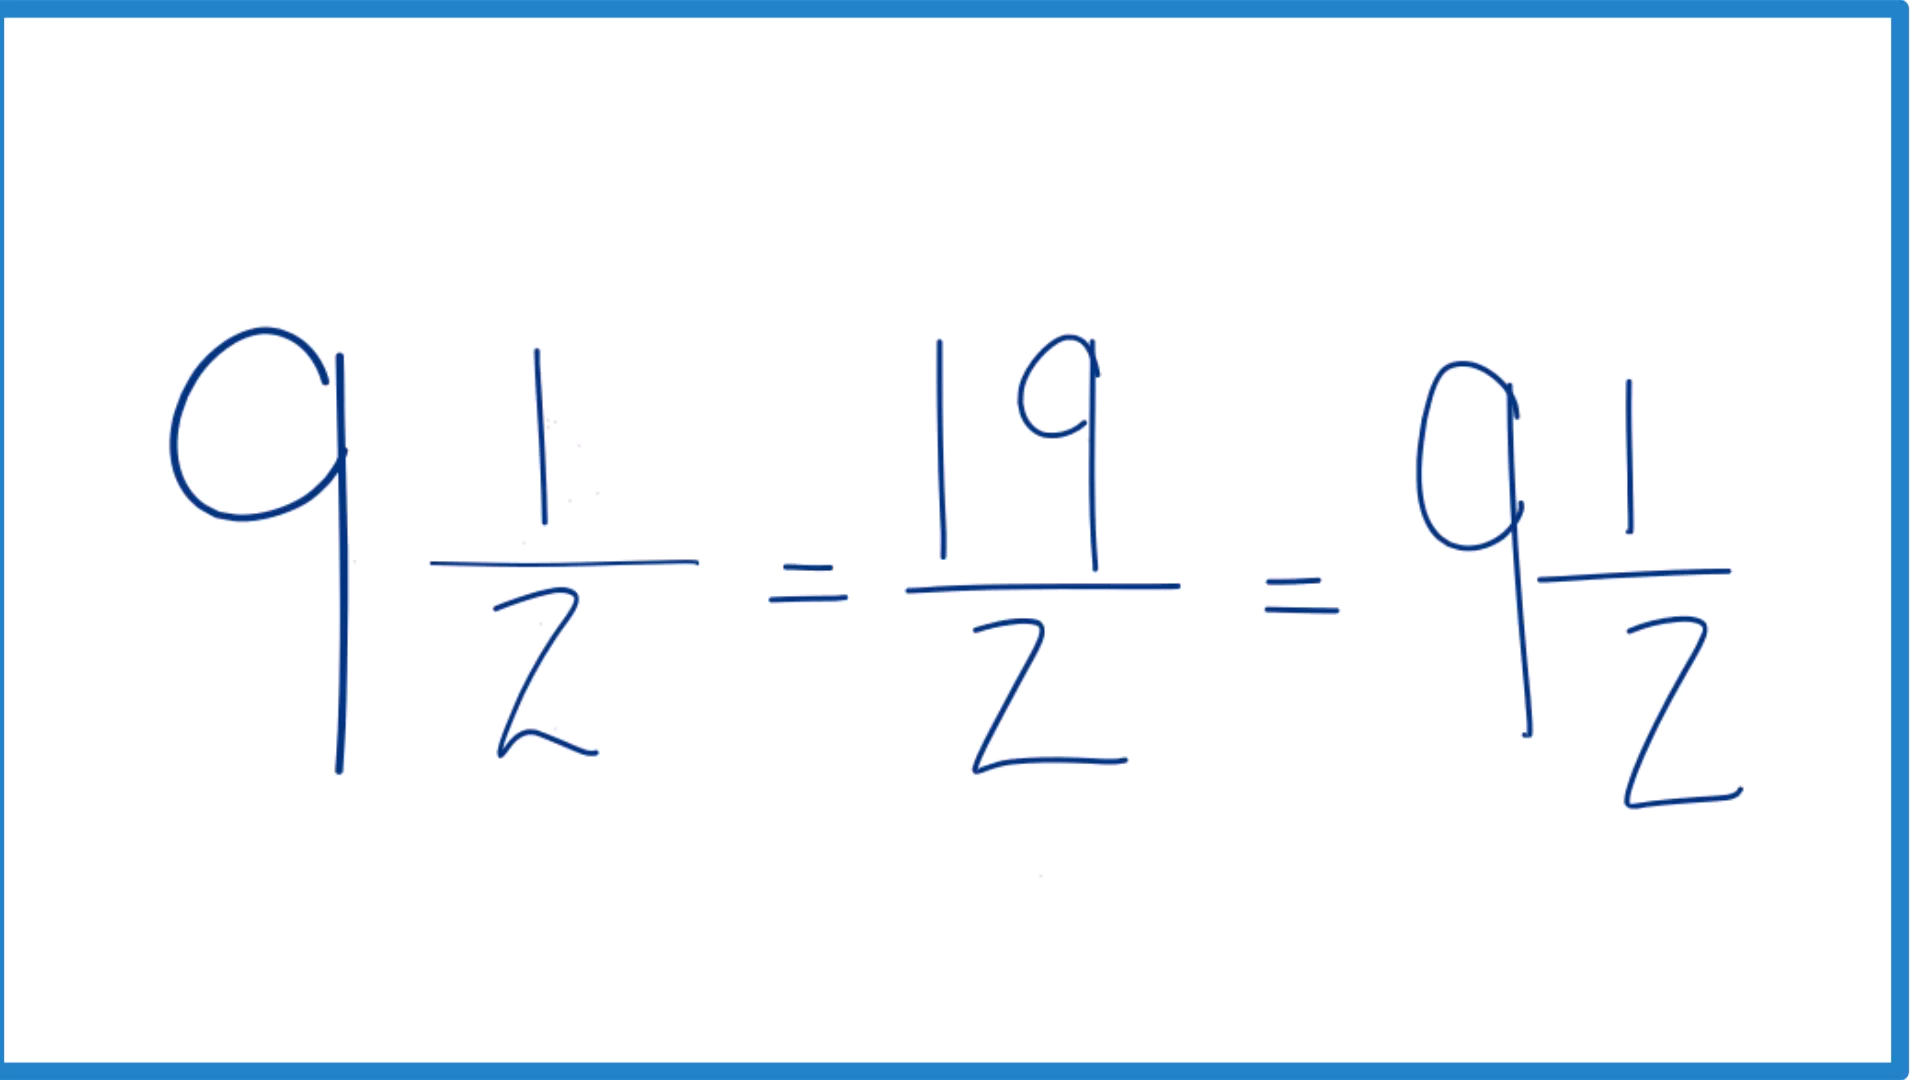 9 1/2 = 19/2 = 9 1/2